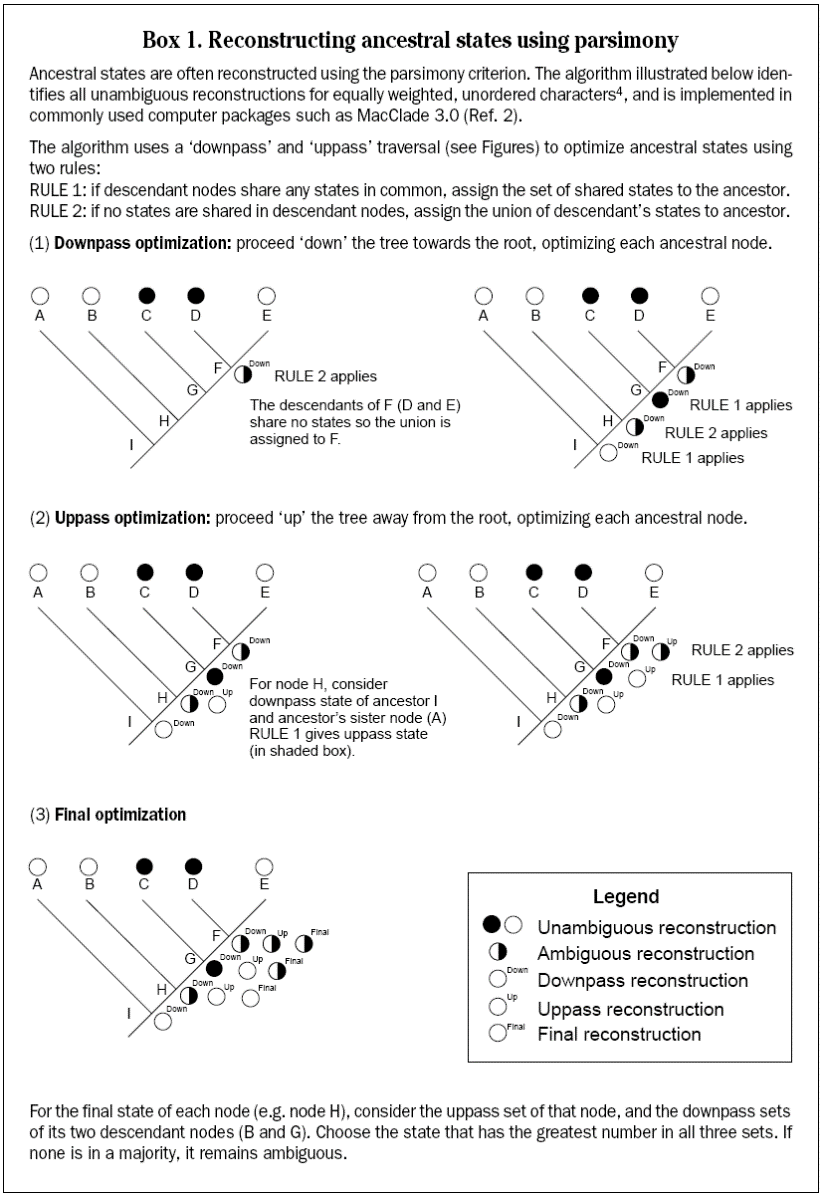 Box 1. Reconstructing ancestral states using parsimony
Ancestral states are often reconstructed using the parsimony criterion. The algorithm illustrated below iden-
tifies all unambiguous reconstructions for equally weighted, unordered characters⁴, and is implemented in
commonly used computer packages such as MacClade 3.0 (Ref. 2).
The algorithm uses a ‘downpass’ and ‘uppass’ traversal (see Figures) to optimize ancestral states using
two rules:
RULE 1: if descendant nodes share any states in common, assign the set of shared states to the ancestor.
RULE 2: if no states are shared in descendant nodes, assign the union of descendant’s states to ancestor.
(1) Downpass optimization: proceed ‘down’ the tree towards the root, optimizing each ancestral node.
A B C D E
F Down RULE 2 applies
G
The descendants of F (D and E)
share no states so the union is
assigned to F.
H
I
A B C D E
F Down
G Down RULE 1 applies
H Down RULE 2 applies
I Down RULE 1 applies
(2) Uppass optimization: proceed ‘up’ the tree away from the root, optimizing each ancestral node.
A B C D E
F Down
G Down
H Down Up
I Down
For node H, consider
downpass state of ancestor I
and ancestor’s sister node (A)
RULE 1 gives uppass state
(in shaded box).
A B C D E
F Down Up RULE 2 applies
G Down Up RULE 1 applies
H Down Up
I Down
(3) Final optimization
A B C D E
F Down Up Final
G Down Up Final
H Down Up Final
I Down
Legend
Unambiguous reconstruction
Ambiguous reconstruction
Down Downpass reconstruction
Up Uppass reconstruction
Final Final reconstruction
For the final state of each node (e.g. node H), consider the uppass set of that node, and the downpass sets
of its two descendant nodes (B and G). Choose the state that has the greatest number in all three sets. If
none is in a majority, it remains ambiguous.